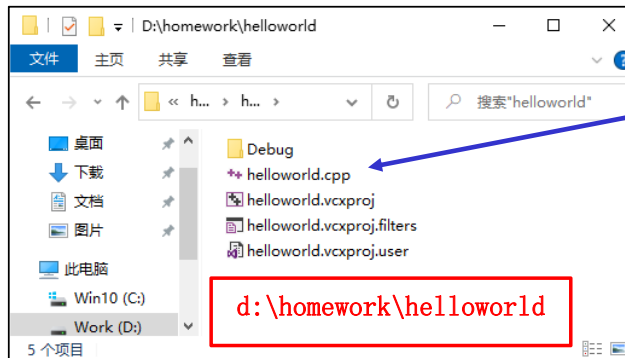 D:\homework\helloworld
文件 主页 共享 查看
« h... › h... ›
搜索"helloworld"
桌面
下载
文档
图片
此电脑
Win10 (C:)
Work (D:)
Debug
helloworld.cpp
helloworld.vcxproj
helloworld.vcxproj.filters
helloworld.vcxproj.user
d:\homework\helloworld
5 个项目